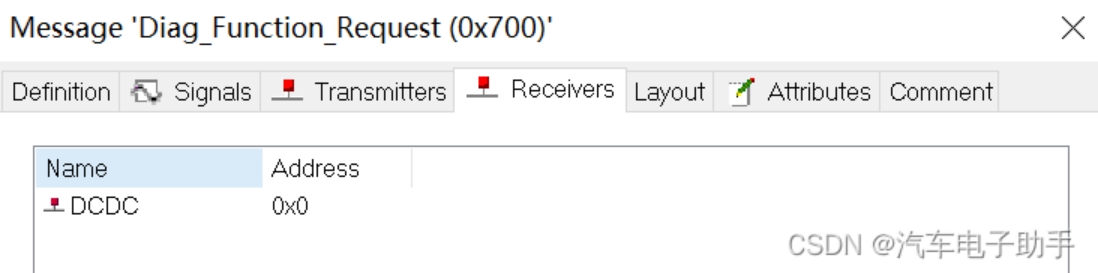 Message 'Diag_Function_Request (0x700)'
Definition Signals Transmitters Receivers Layout Attributes Comment
Name Address
DCDC 0x0
CSDN @汽车电子助手